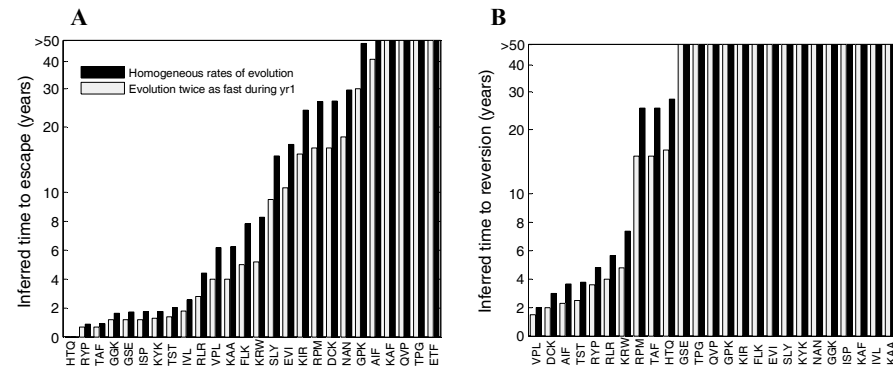 A
>50
40
30
20
10
8
6
4
2
0
Inferred time to escape (years)
Homogeneous rates of evolution
Evolution twice as fast during yr1
HTQ RYP TAF GGK GSE ISP KYK TST IVL RLR VPL KAA FLK KRW SLY EVI KIR RPM DCK NAN GPK AIF KAF QVP TPG ETF
B
>50
40
30
20
10
8
6
4
2
0
Inferred time to reversion (years)
VPL DCK AIF TST RYP RLR KRW RPM TAF HTQ GSE TPG QVP GPK KIR FLK EVI SLY KYK NAN GGK ISP KAF IVL KAA